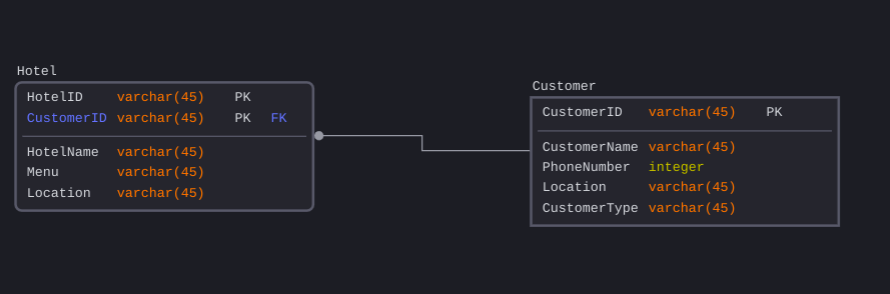 Hotel
HotelID varchar(45) PK
CustomerID varchar(45) PK FK
HotelName varchar(45)
Menu varchar(45)
Location varchar(45)
Customer
CustomerID varchar(45) PK
CustomerName varchar(45)
PhoneNumber integer
Location varchar(45)
CustomerType varchar(45)